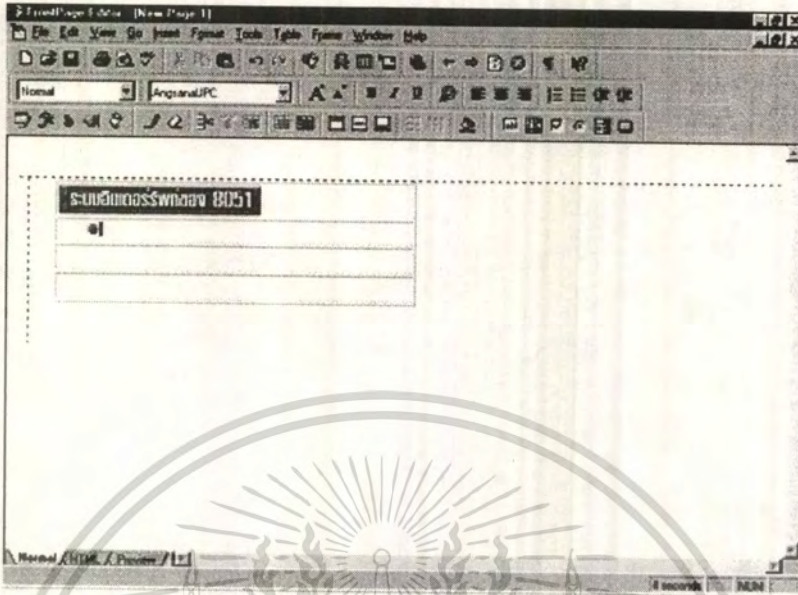 FrontPage Editor - [New Page 1]
File Edit View Go Insert Format Tools Table Frame Window Help
Normal AngsanaUPC
ระบบอินเตอร์รัพท์ของ 8051
Normal HTML Preview
0 seconds NUM